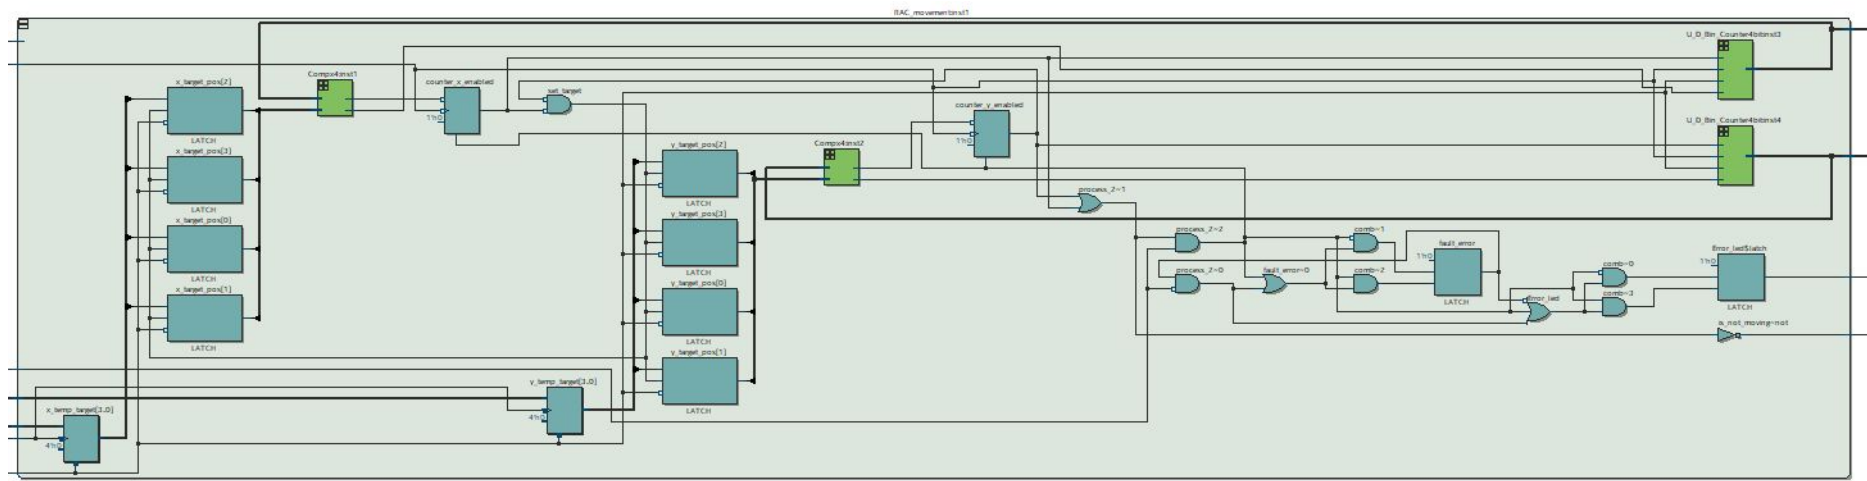 RAC_movement:inst1
U_D_Bin_Counter4bit:inst3
x_target_pos[2]
Compx4:inst1
counter_x_enabled
set_target
counter_y_enabled
1'h0
LATCH
U_D_Bin_Counter4bit:inst4
x_target_pos[3]
y_target_pos[2]
Compx4:inst2
1'h0
LATCH
LATCH
process_2~1
x_target_pos[0]
y_target_pos[3]
process_2~2
comb~1
fault_error
Error_led$latch
1'h0
1'h0
comb~0
LATCH
LATCH
process_2~0
fault_error~0
comb~2
x_target_pos[1]
y_target_pos[0]
LATCH
LATCH
Error_led
comb~3
is_not_moving~not
LATCH
LATCH
y_target_pos[1]
y_temp_target[3..0]
x_temp_target[3..0]
4'h0
LATCH
4'h0